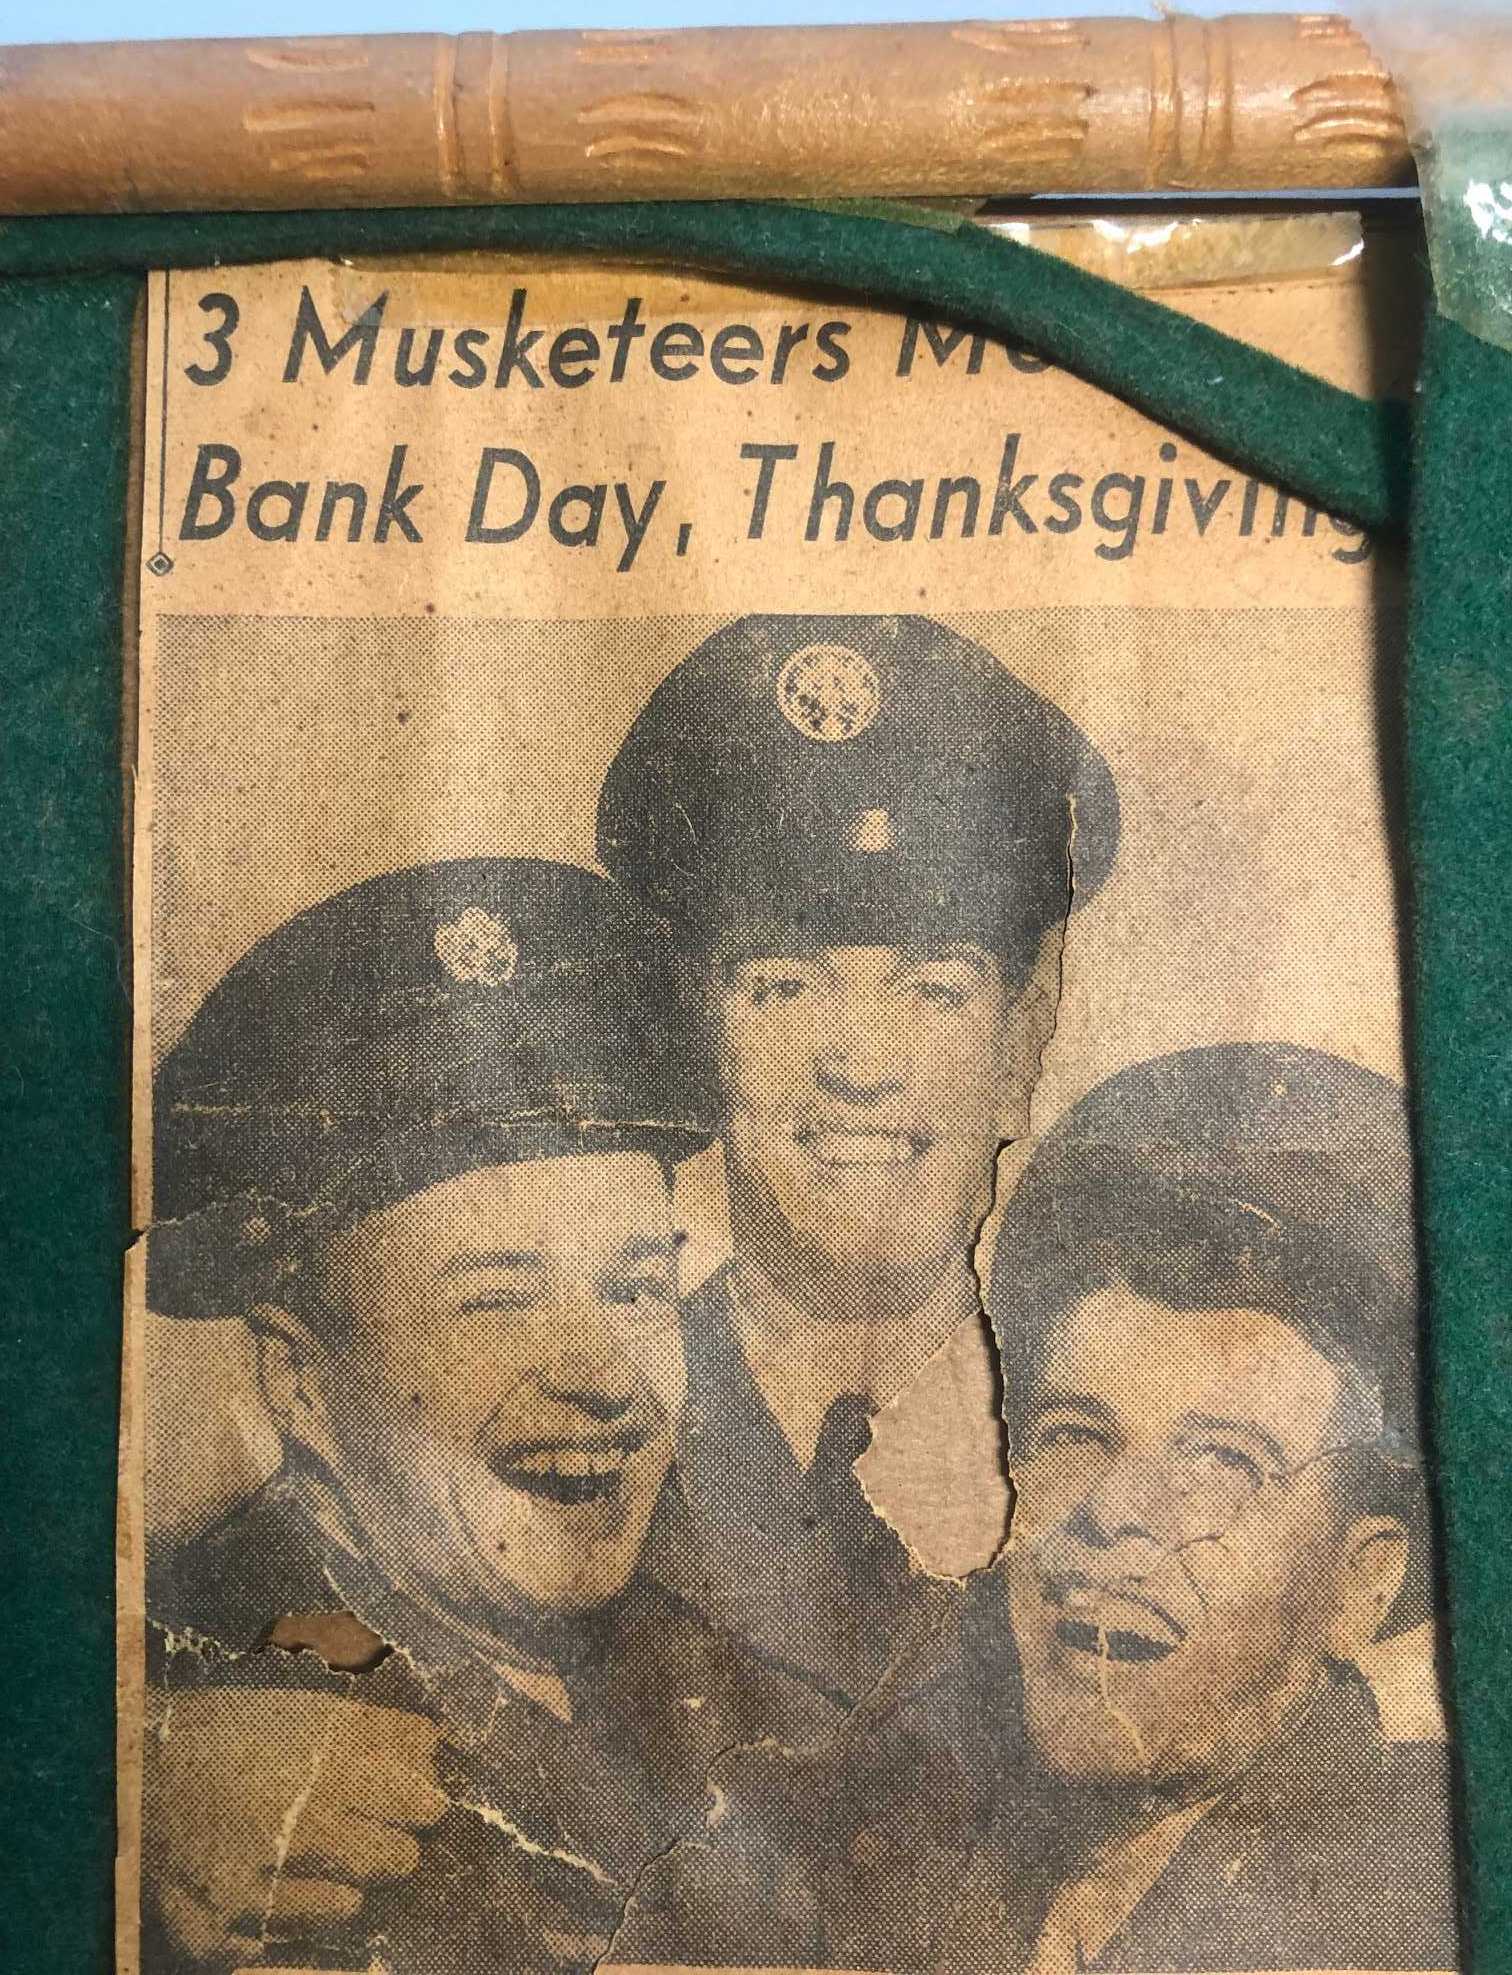 3 Musketeers
Bank Day, Thanksgiving